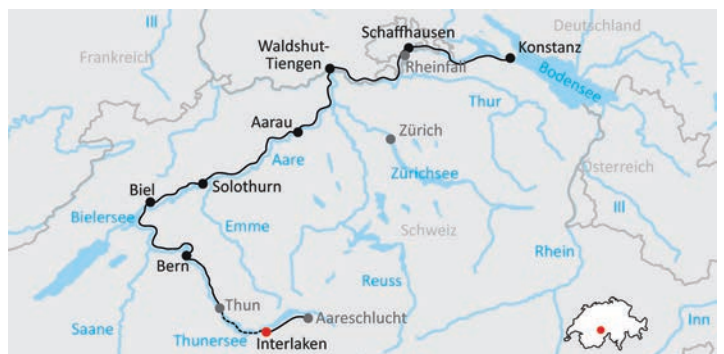 Ill
Deutschland
Schaffhausen
Frankreich
Waldshut-
Tiengen
Konstanz
Rheinfall
Bodensee
Thur
Aarau
Zürich
Aare
Österreich
Zürichsee
Biel
Solothurn
Ill
Bielersee
Emme
Schweiz
Rhein
Bern
Reuss
Thun
Aareschlucht
Inn
Saane
Thunersee
Interlaken